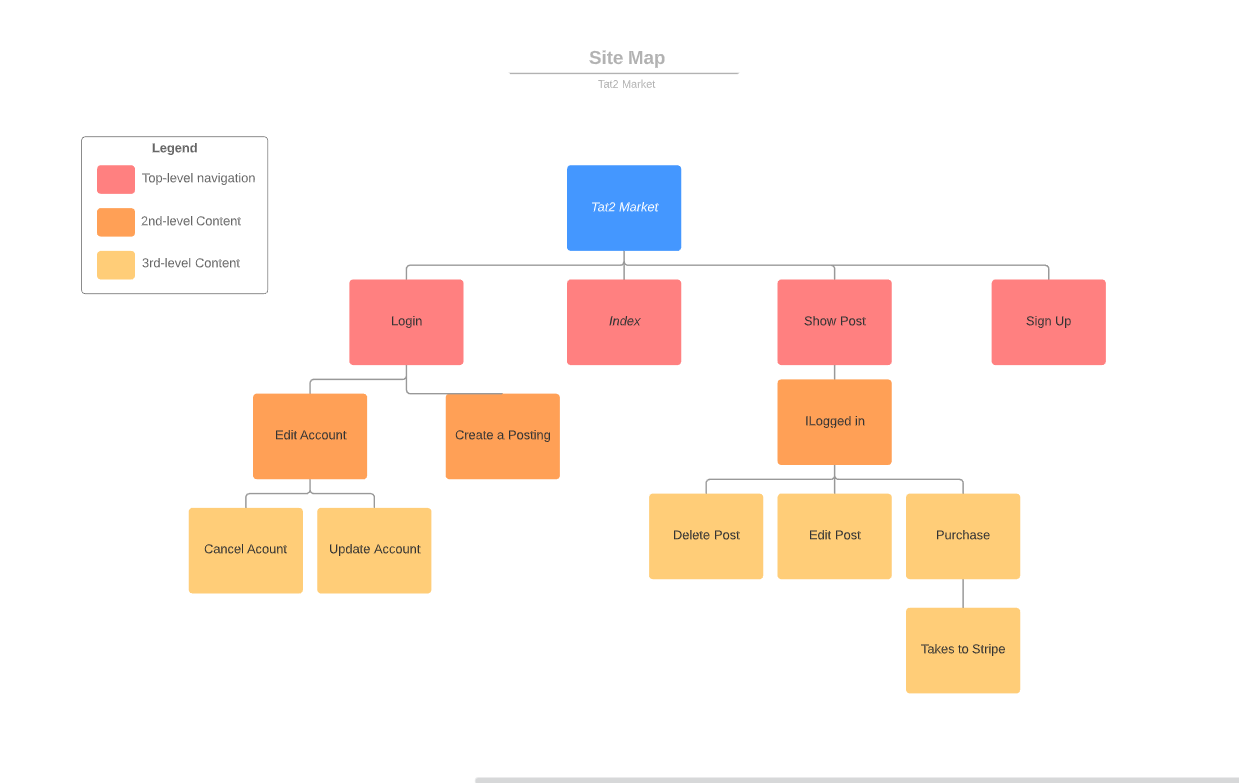 Site Map
Tat2 Market
Legend
Top-level navigation
2nd-level Content
3rd-level Content
Tat2 Market
Login
Index
Show Post
Sign Up
Edit Account
Create a Posting
ILogged in
Cancel Acount
Update Account
Delete Post
Edit Post
Purchase
Takes to Stripe